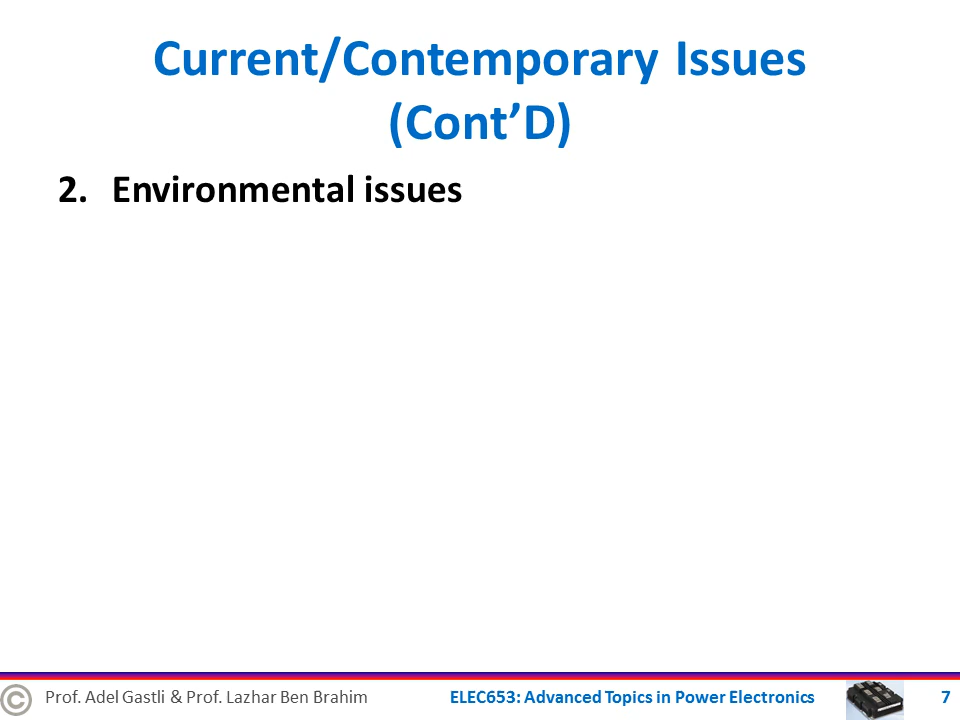 Current/Contemporary Issues
(Cont’D)
2. Environmental issues
© Prof. Adel Gastli & Prof. Lazhar Ben Brahim ELEC653: Advanced Topics in Power Electronics 7